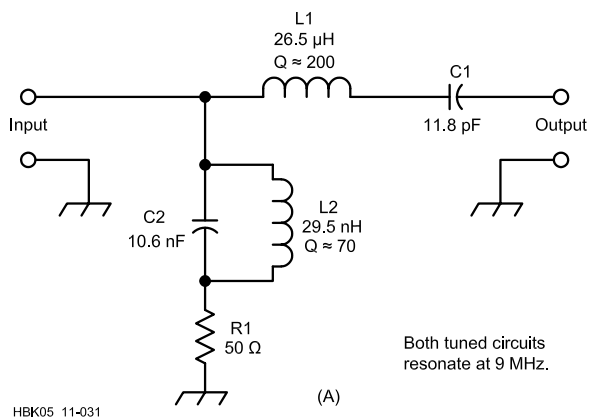 L1
26.5 µH
Q ≈ 200
C1
11.8 pF
Input
Output
C2
10.6 nF
L2
29.5 nH
Q ≈ 70
R1
50 Ω
Both tuned circuits
resonate at 9 MHz.
(A)
HBK05 11-031